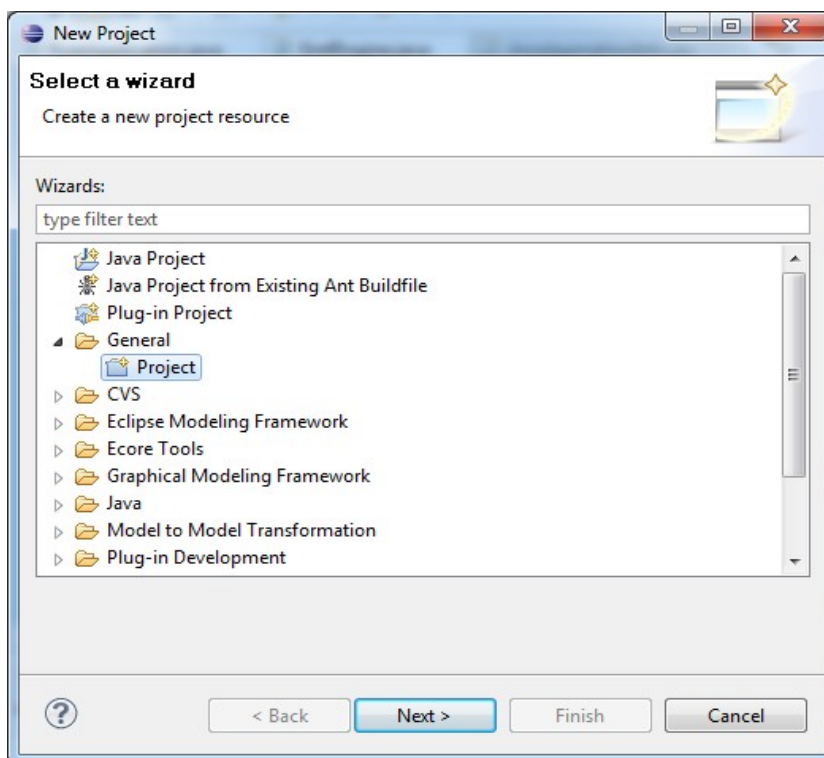 New Project
Select a wizard
Create a new project resource
Wizards:
type filter text
Java Project
Java Project from Existing Ant Buildfile
Plug-in Project
General
Project
CVS
Eclipse Modeling Framework
Ecore Tools
Graphical Modeling Framework
Java
Model to Model Transformation
Plug-in Development
? < Back Next > Finish Cancel